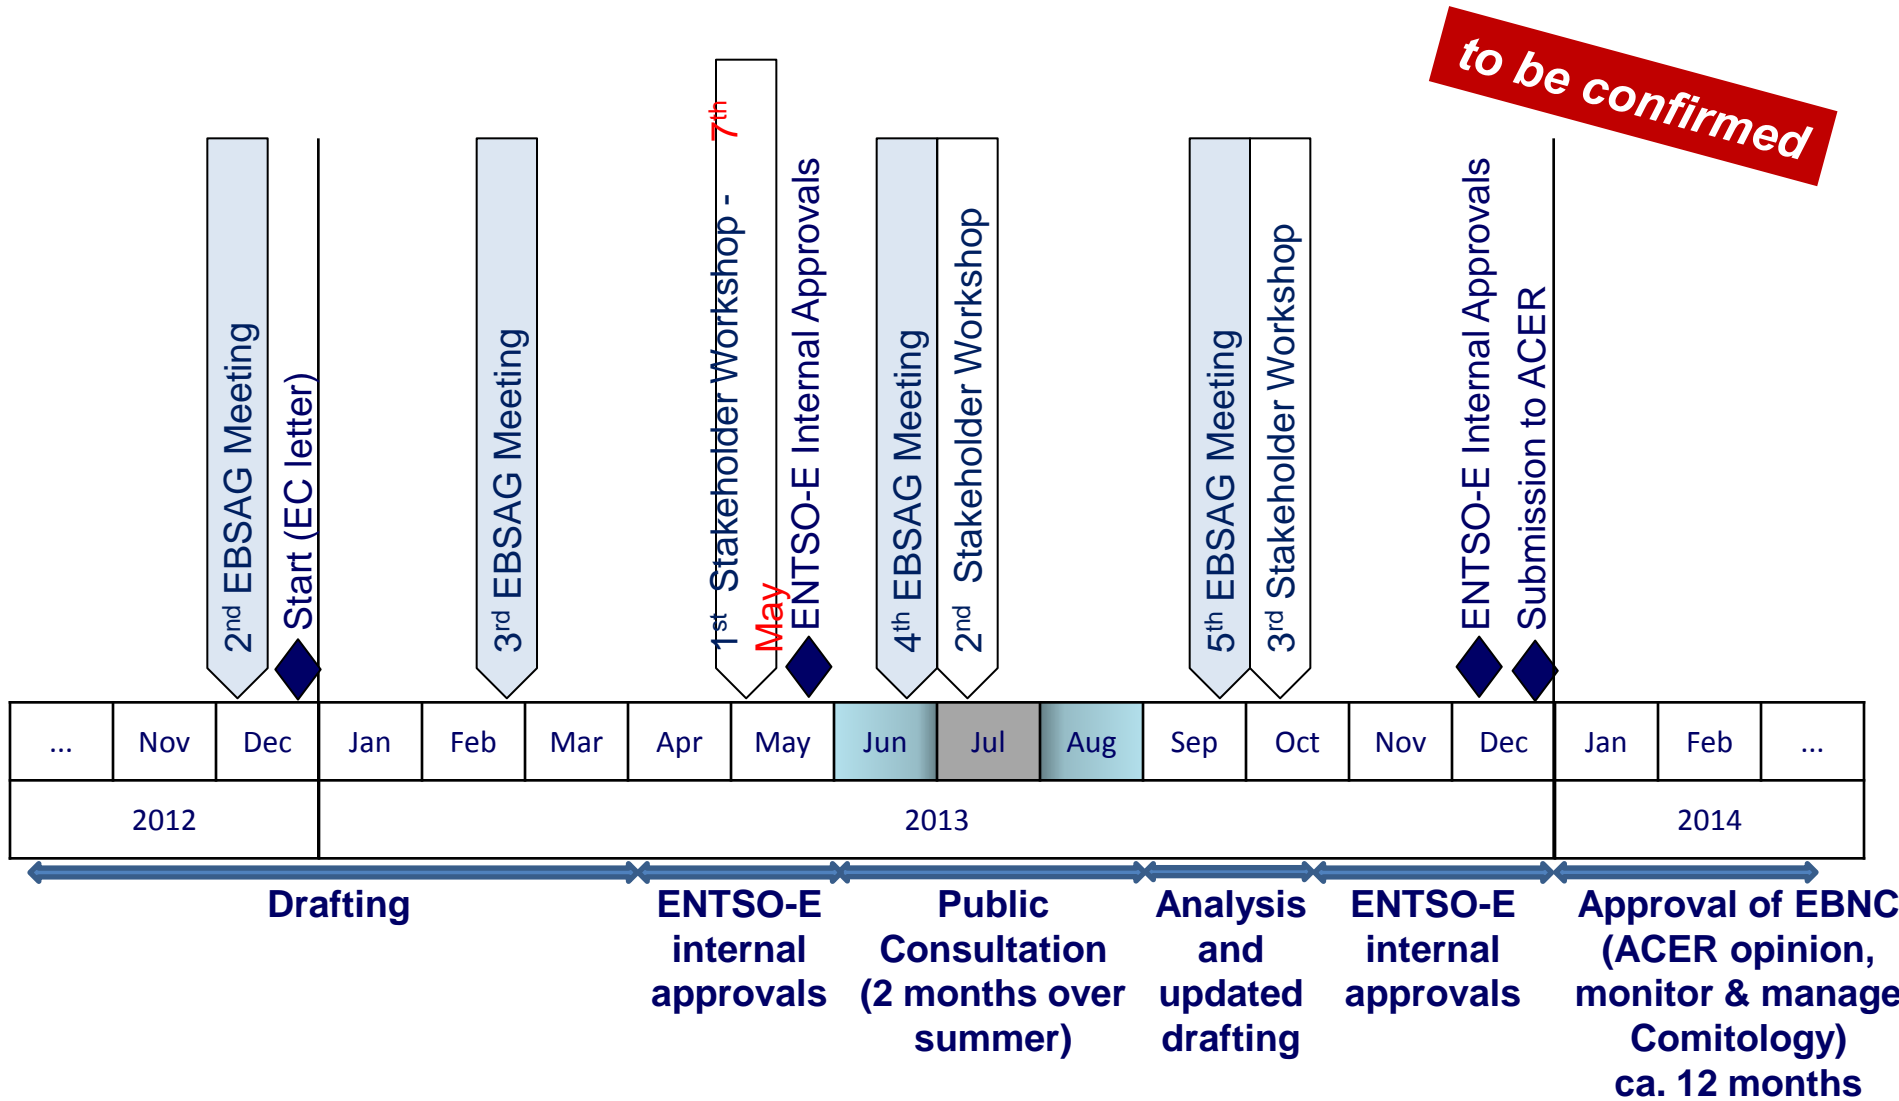 to be confirmed
2nd EBSAG Meeting
Start (EC letter)
3rd EBSAG Meeting
1st Stakeholder Workshop - 7th
May
ENTSO-E Internal Approvals
4th EBSAG Meeting
2nd Stakeholder Workshop
5th EBSAG Meeting
3rd Stakeholder Workshop
ENTSO-E Internal Approvals
Submission to ACER
... Nov Dec Jan Feb Mar Apr May Jun Jul Aug Sep Oct Nov Dec Jan Feb ...
2012 2013 2014
Drafting
ENTSO-E
internal
approvals
Public
Consultation
(2 months over
summer)
Analysis
and
updated
drafting
ENTSO-E
internal
approvals
Approval of EBNC
(ACER opinion,
monitor & manage
Comitology)
ca. 12 months